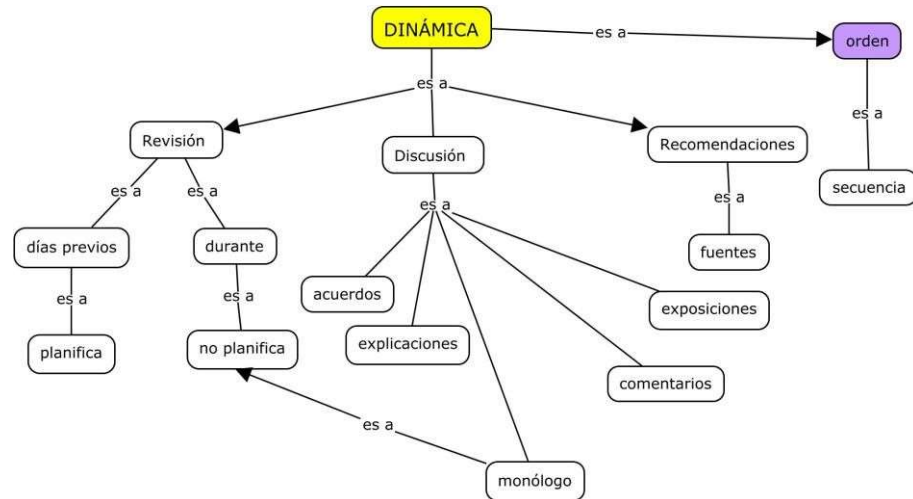 DINÁMICA
es a
orden
es a
es a
Revisión
Discusión
Recomendaciones
es a
es a
es a
es a
secuencia
días previos
durante
fuentes
es a
es a
acuerdos
exposiciones
planifica
no planifica
explicaciones
comentarios
es a
monólogo